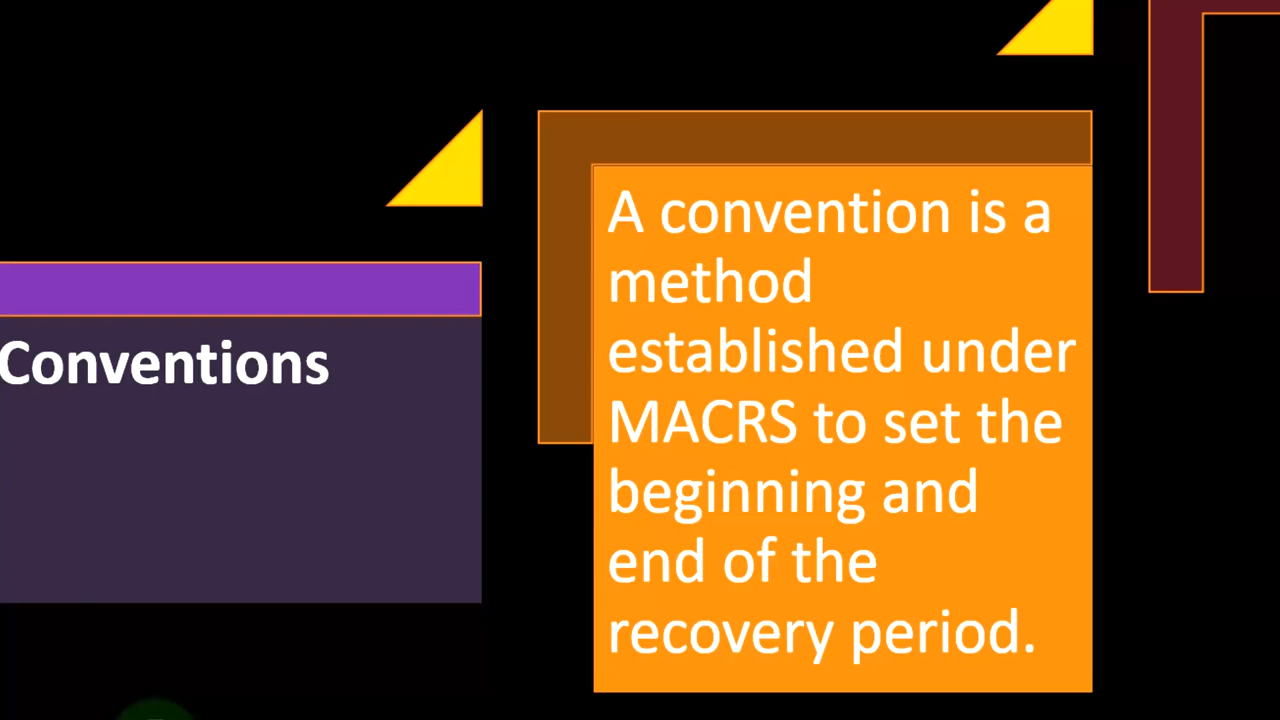 Conventions
A convention is a
method
established under
MACRS to set the
beginning and
end of the
recovery period.